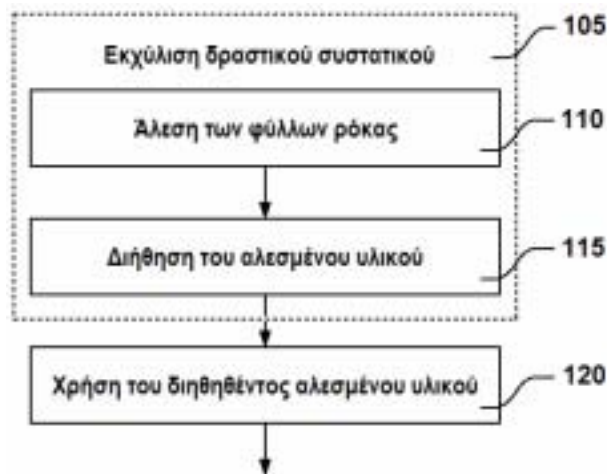 105
Εκχύλιση δραστικού συστατικού
Άλεση των φύλλων ρόκας
110
Διήθηση του αλεσμένου υλικού
115
Χρήση του διηθηθέντος αλεσμένου υλικού
120